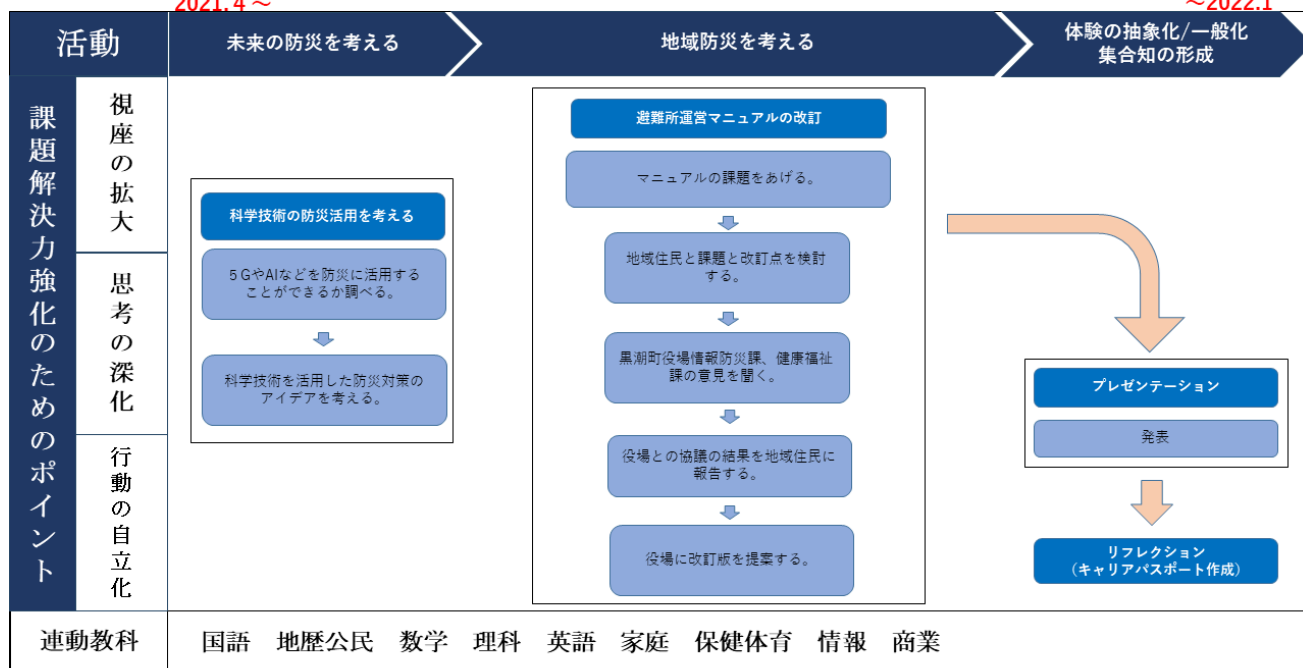 2021.4～
～2022.1
活動
未来の防災を考える
地域防災を考える
体験の抽象化/一般化
集合知の形成
課題解決力強化のためのポイント
視座の拡大
思考の深化
行動の自立化
科学技術の防災活用を考える
５GやAIなどを防災に活用する
ことができるか調べる。
科学技術を活用した防災対策の
アイデアを考える。
避難所運営マニュアルの改訂
マニュアルの課題をあげる。
地域住民と課題と改訂点を検討
する。
黒潮町役場情報防災課、健康福祉
課の意見を聞く。
役場との協議の結果を地域住民に
報告する。
役場に改訂版を提案する。
プレゼンテーション
発表
リフレクション
（キャリアパスポート作成）
連動教科
国語 地歴公民 数学 理科 英語 家庭 保健体育 情報 商業